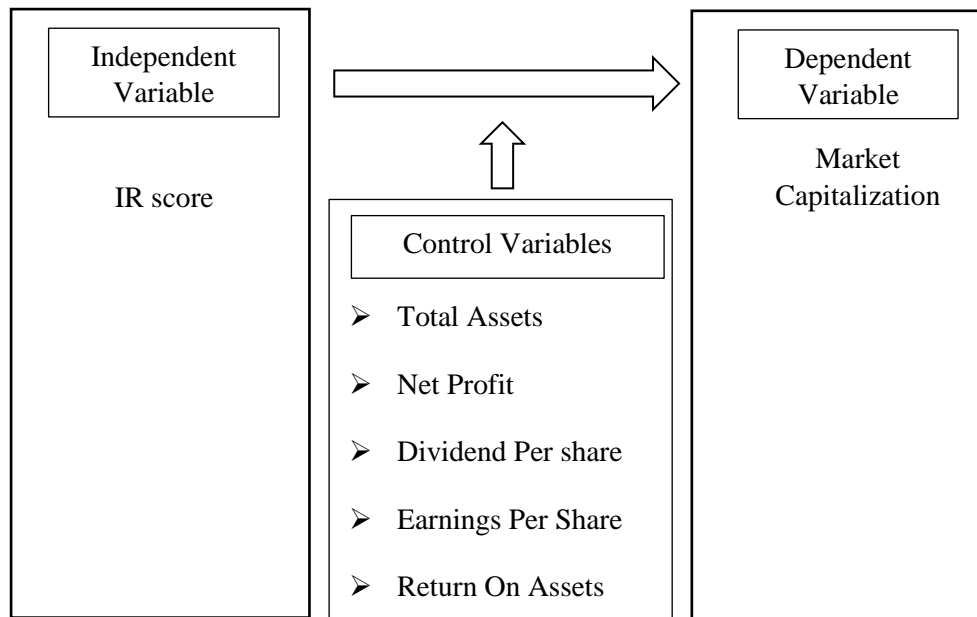 Independent
Variable
IR score
Dependent
Variable
Market
Capitalization
Control Variables
Total Assets
Net Profit
Dividend Per share
Earnings Per Share
Return On Assets